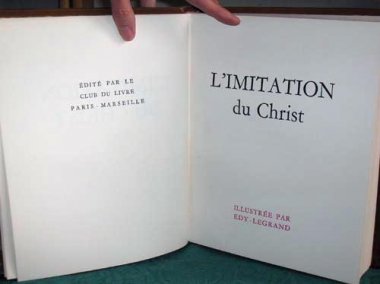 ÉDITÉ PAR LE
CLUB DU LIVRE
PARIS-MARSEILLE
L'IMITATION
du Christ
ILLUSTRÉE PAR
EDY-LEGRAND